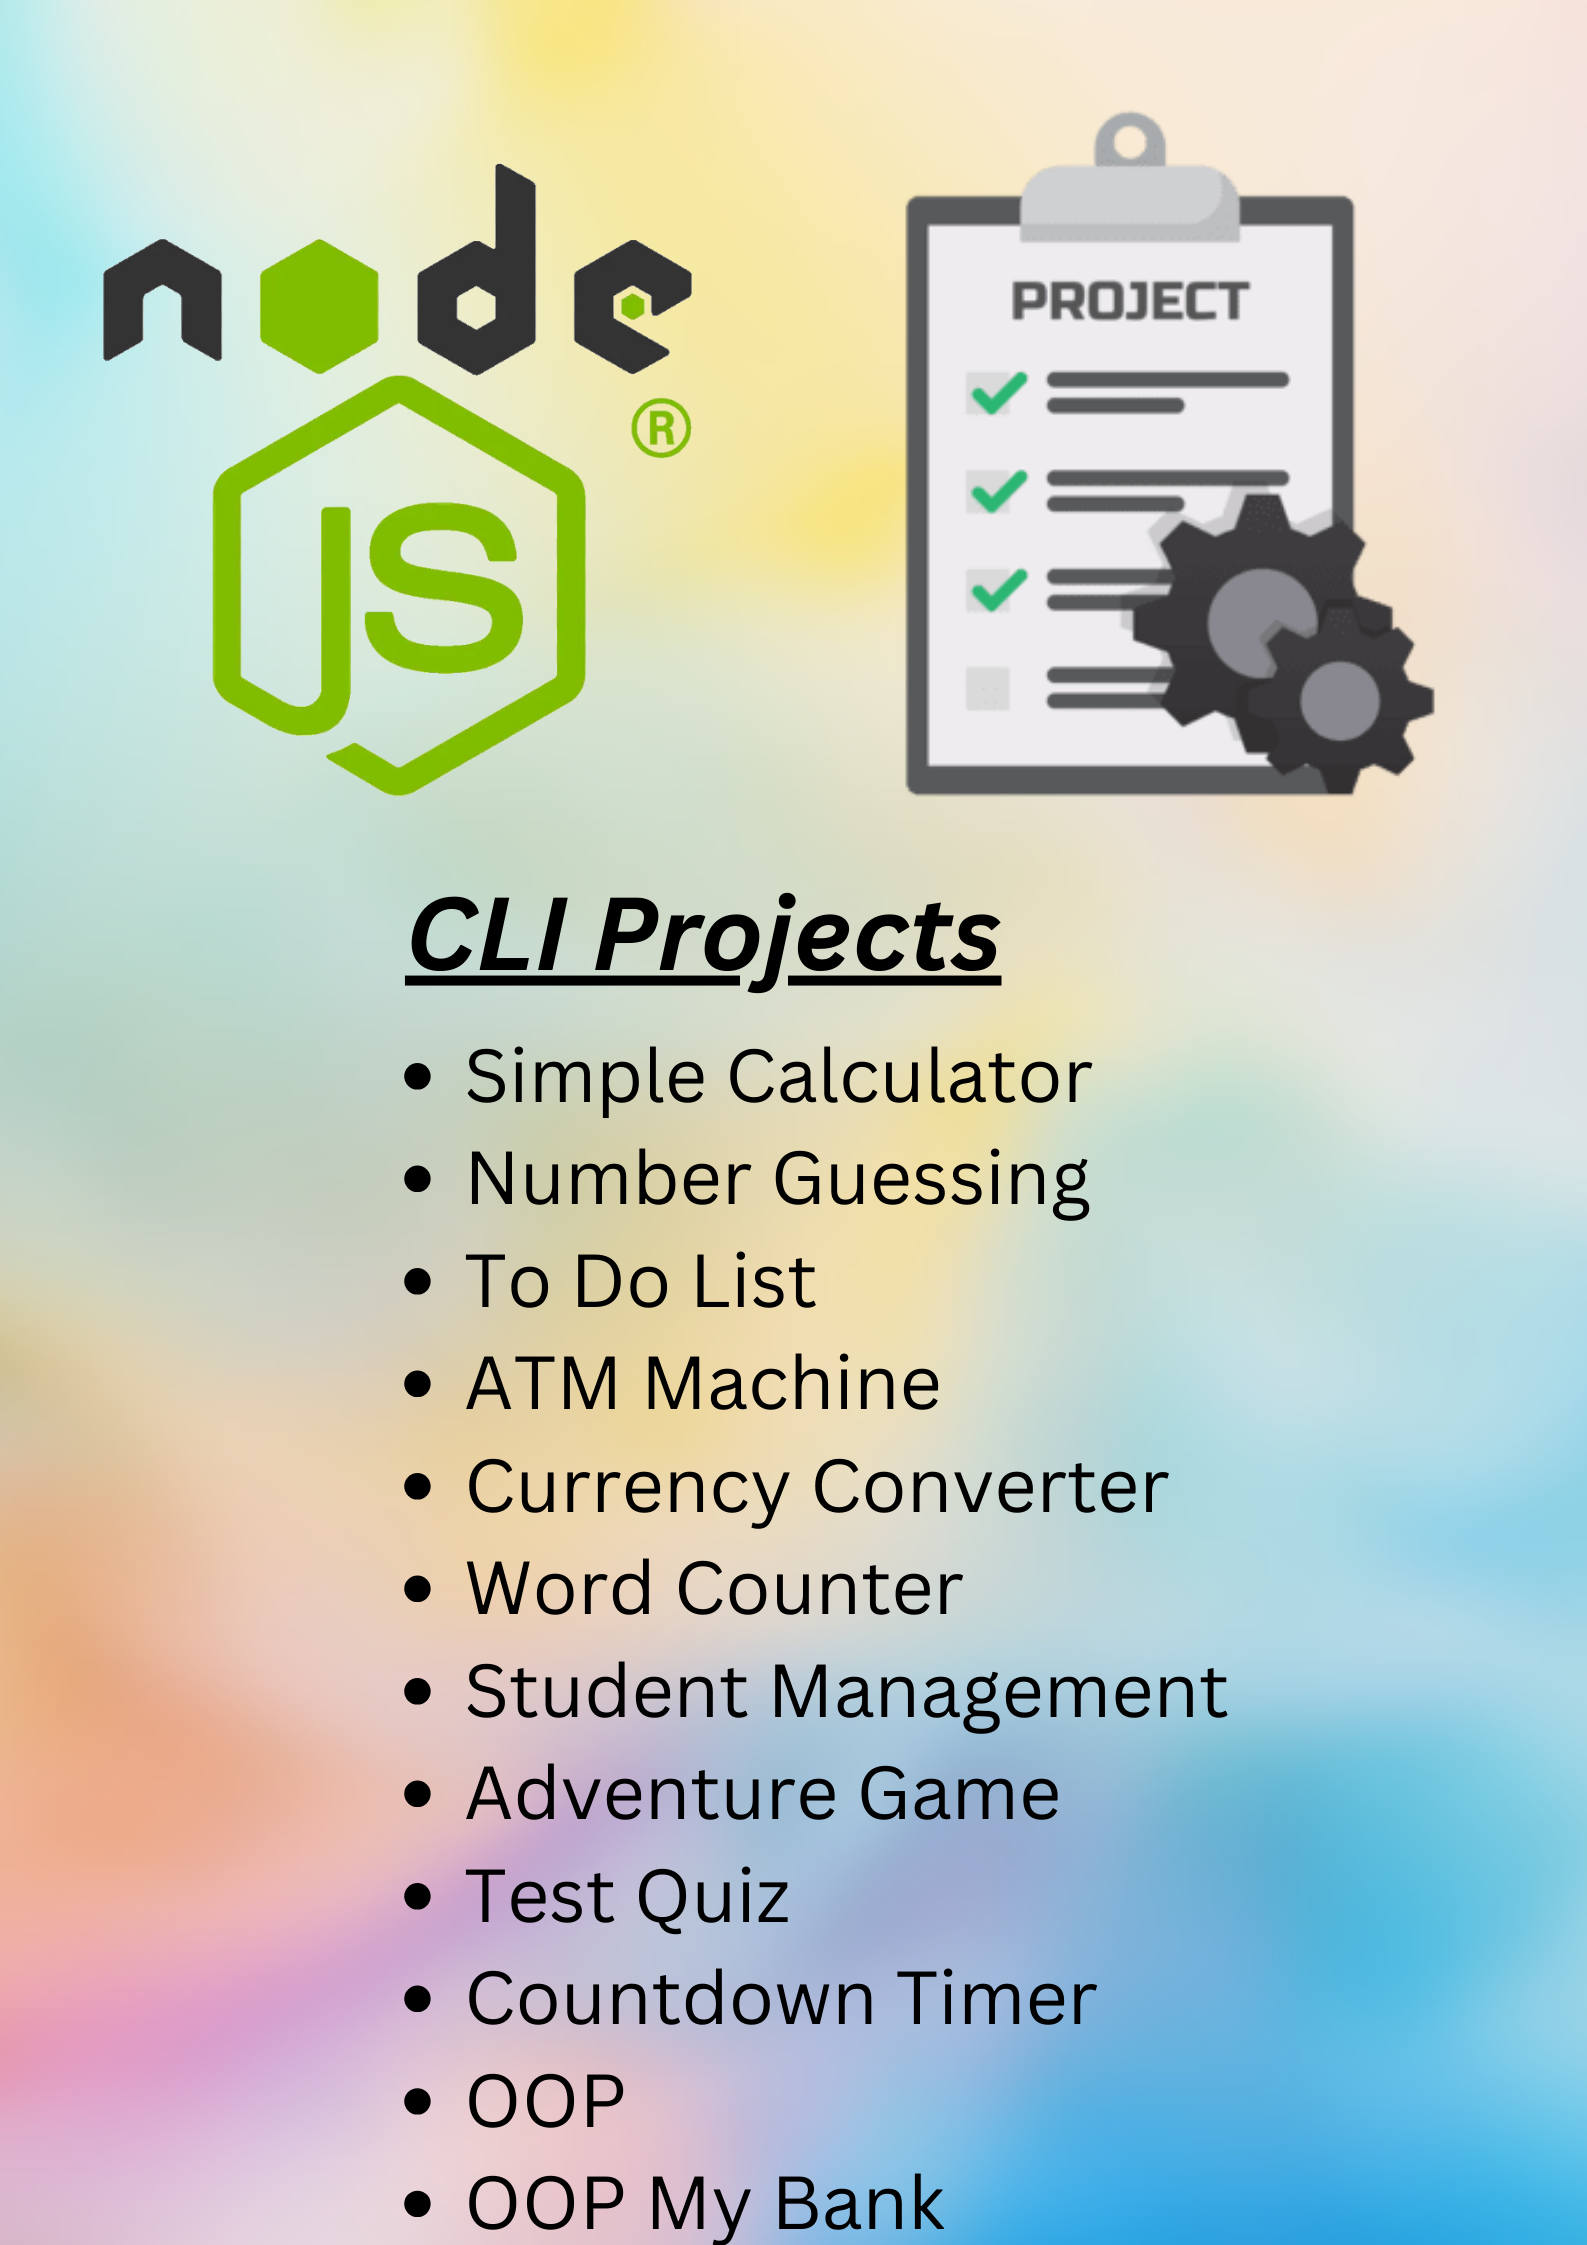 node
JS
®
PROJECT
CLI Projects
• Simple Calculator
• Number Guessing
• To Do List
• ATM Machine
• Currency Converter
• Word Counter
• Student Management
• Adventure Game
• Test Quiz
• Countdown Timer
• OOP
• OOP My Bank